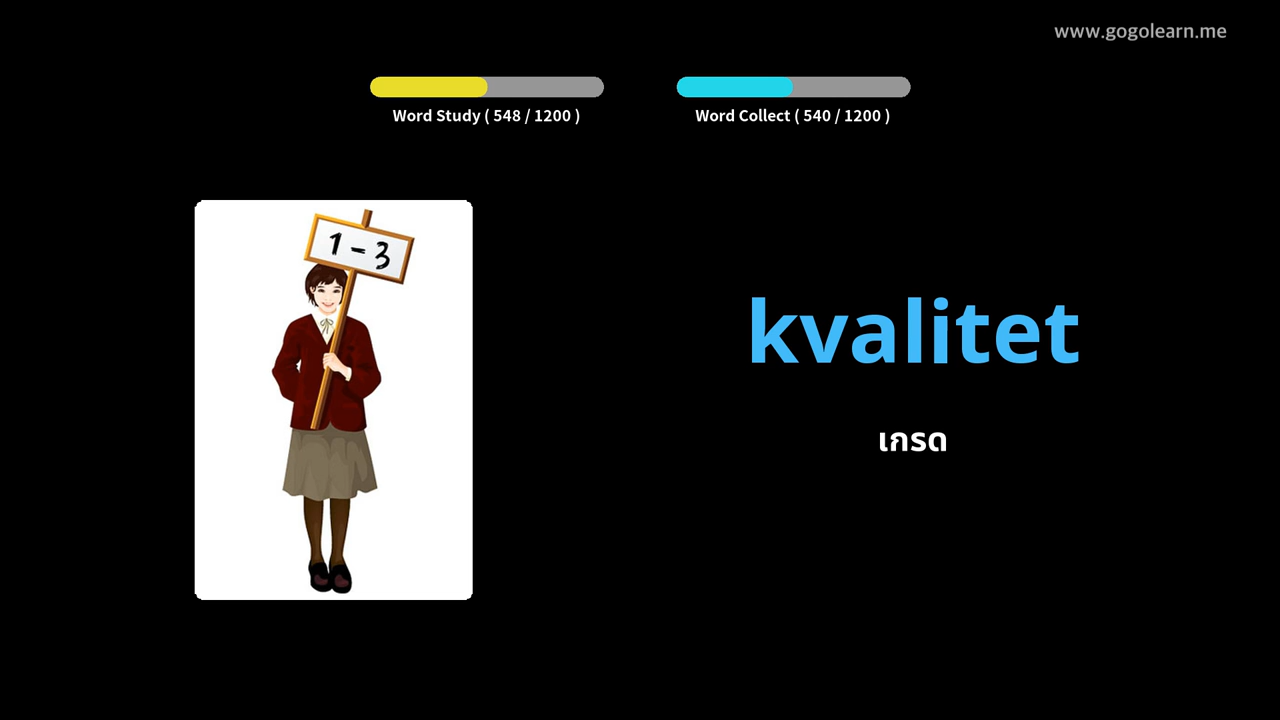 www.gogolearn.me
Word Study ( 548 / 1200 )
Word Collect ( 540 / 1200 )
1 - 3
kvalitet
เกรด